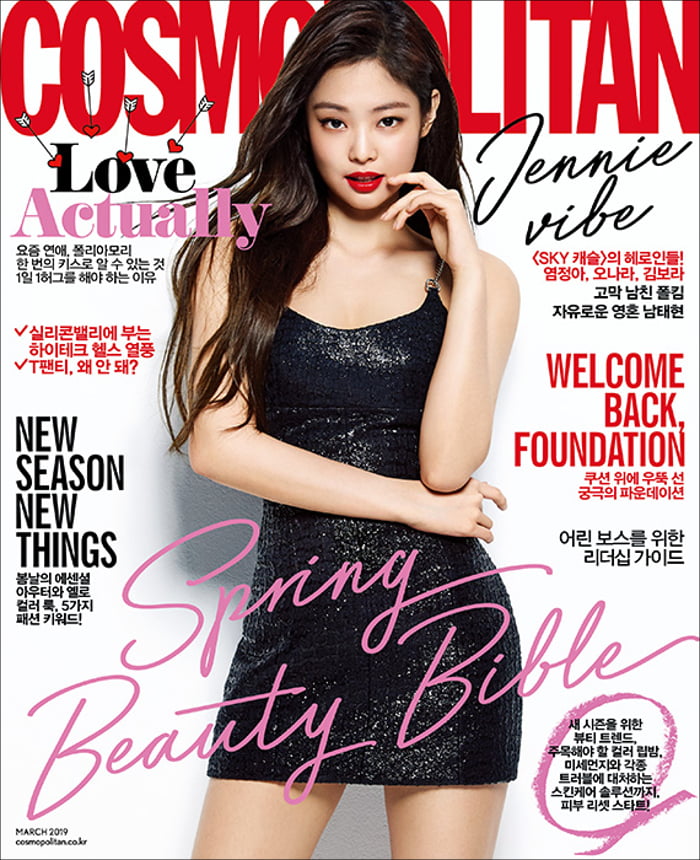 COSMOPOLITAN
Love
Actually
요즘 연애, 폴리아모리
한 번의 키스로 알 수 있는 것
1일 1허그를 해야 하는 이유
실리콘밸리에 부는
하이테크 헬스 열풍
T팬티, 왜 안 돼?
NEW
SEASON
NEW
THINGS
봄날의 에센셜
아우터와 옐로
컬러 룩, 5가지
패션 키워드!
Jennie
vibe
〈SKY 캐슬〉의 헤로인들!
염정아, 오나라, 김보라
고막 남친 폴킴
자유로운 영혼 남태현
WELCOME
BACK,
FOUNDATION
쿠션 위에 우뚝 선
궁극의 파운데이션
어린 보스를 위한
리더십 가이드
Spring
Beauty Bible
새 시즌을 위한
뷰티 트렌드,
주목해야 할 컬러 립밤,
미세먼지와 각종
트러블에 대처하는
스킨케어 솔루션까지,
피부 리셋 스타트!
MARCH 2019
cosmopolitan.co.kr